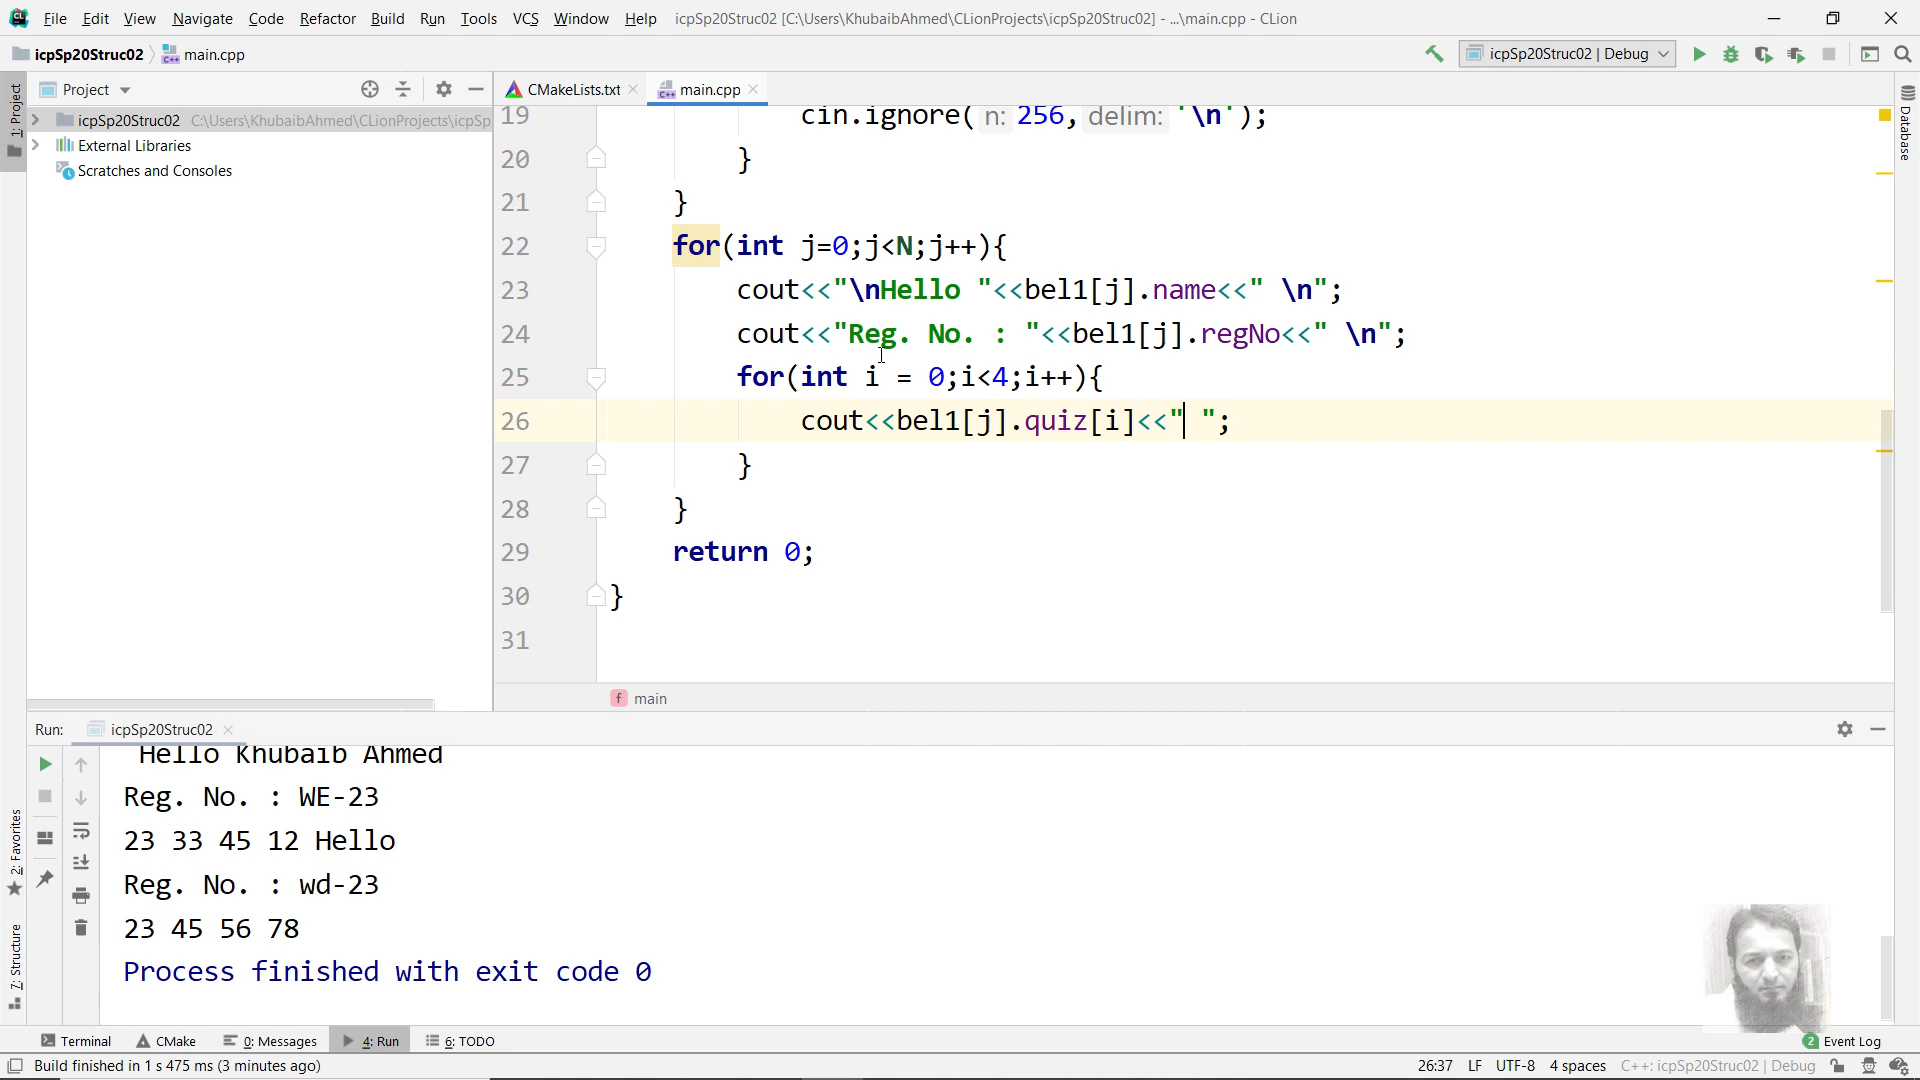 File Edit View Navigate Code Refactor Build Run Tools VCS Window Help icpSp20Struc02 [C:\Users\KhubaibAhmed\CLionProjects\icpSp20Struc02] - ...\main.cpp - CLion
icpSp20Struc02 main.cpp icpSp20Struc02 | Debug
1: Project
Project
icpSp20Struc02 C:\Users\KhubaibAhmed\CLionProjects\icpSp
External Libraries
Scratches and Consoles
CMakeLists.txt main.cpp
19 cin.ignore( n: 256, delim: '\n');
20 }
21 }
22 for(int j=0;j<N;j++){
23 cout<<"\nHello "<<bel1[j].name<<" \n";
24 cout<<"Reg. No. : "<<bel1[j].regNo<<" \n";
25 for(int i = 0;i<4;i++){
26 cout<<bel1[j].quiz[i]<<" ";
27 }
28 }
29 return 0;
30 }
31
f main
Database
Run: icpSp20Struc02
Hello Khubaib Ahmed
Reg. No. : WE-23
23 33 45 12 Hello
Reg. No. : wd-23
23 45 56 78
Process finished with exit code 0
2: Favorites
7: Structure
Terminal CMake 0: Messages 4: Run 6: TODO 2 Event Log
Build finished in 1 s 475 ms (3 minutes ago) 26:37 LF UTF-8 4 spaces C++: icpSp20Struc02 | Debug